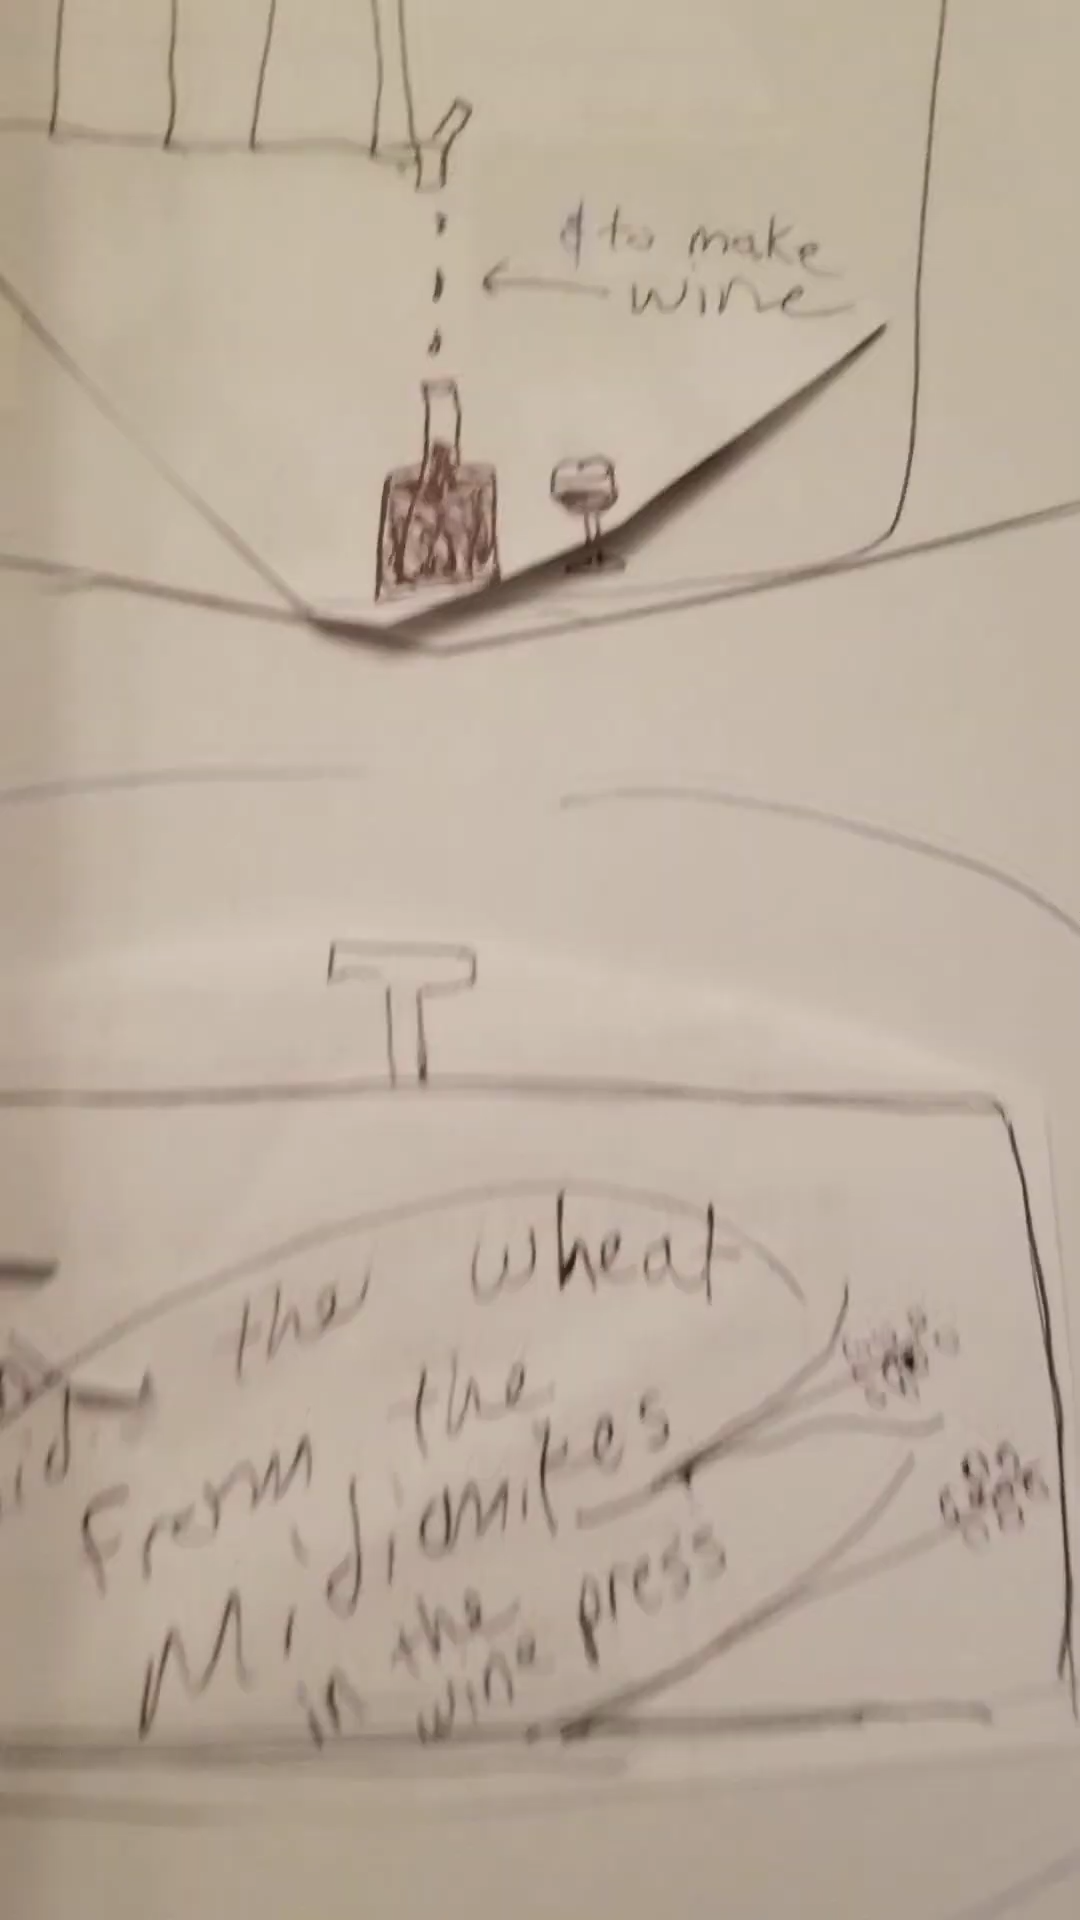 & to make
wine
the wheat
From the
Midianites
in the
wine press